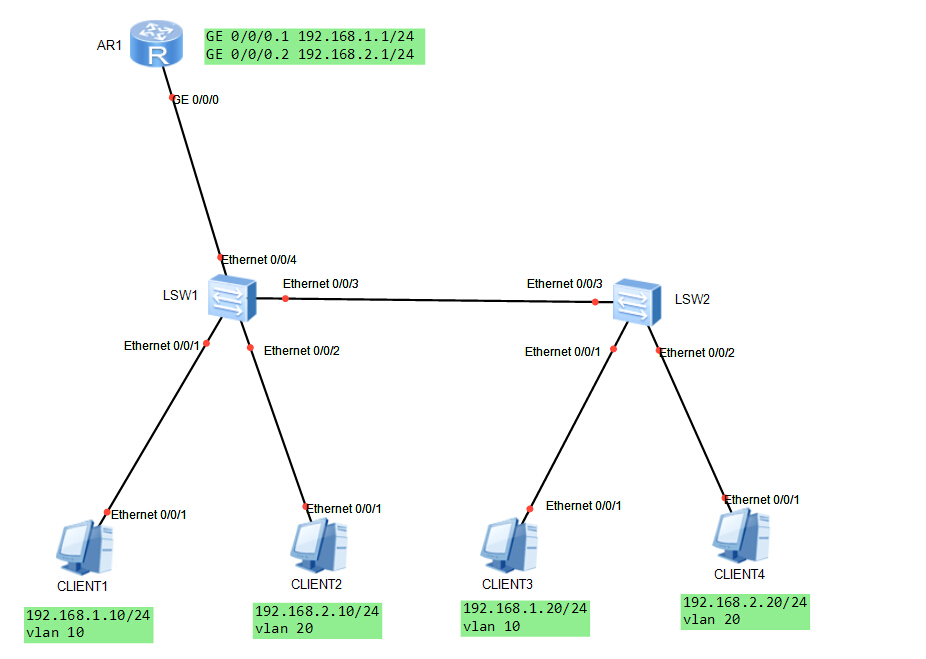 AR1
GE 0/0/0.1 192.168.1.1/24
GE 0/0/0.2 192.168.2.1/24
GE 0/0/0
Ethernet 0/0/4
LSW1
Ethernet 0/0/3
Ethernet 0/0/3
LSW2
Ethernet 0/0/1
Ethernet 0/0/2
Ethernet 0/0/1
Ethernet 0/0/2
Ethernet 0/0/1
Ethernet 0/0/1
Ethernet 0/0/1
Ethernet 0/0/1
CLIENT1
CLIENT2
CLIENT3
CLIENT4
192.168.1.10/24
vlan 10
192.168.2.10/24
vlan 20
192.168.1.20/24
vlan 10
192.168.2.20/24
vlan 20